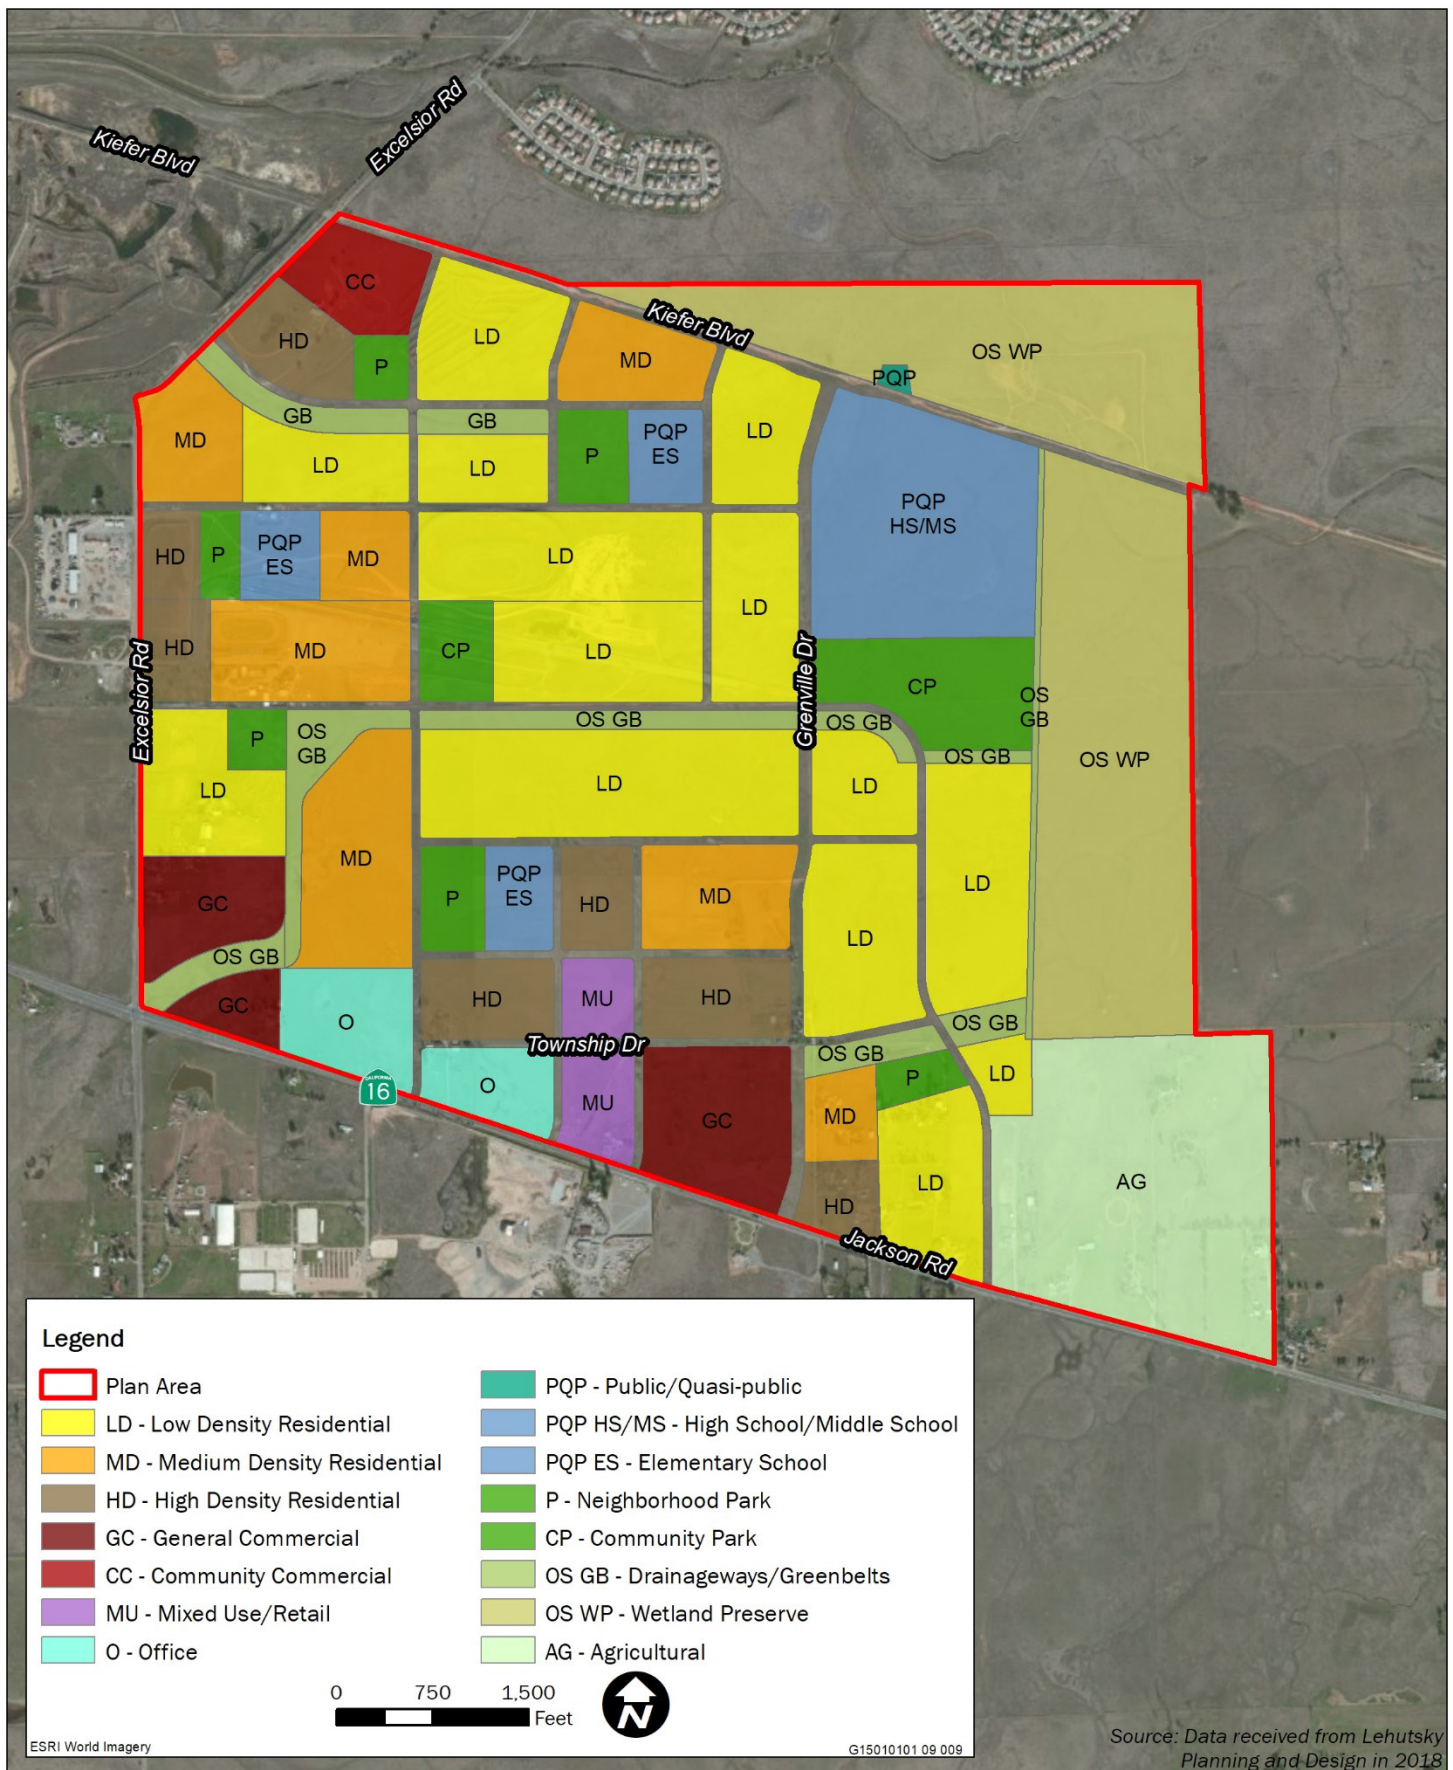 Kiefer Blvd
Excelsior Rd
CC
HD
P
LD
Kiefer Blvd
MD
OS WP
PQP
MD
GB
LD
GB
LD
P
PQP
ES
LD
PQP
HS/MS
HD
P
PQP
ES
MD
LD
LD
HD
MD
CP
LD
Excelsior Rd
Grenville Dr
CP
OS
GB
P
OS
GB
OS GB
OS GB
OS GB
OS WP
LD
LD
LD
MD
LD
GC
P
PQP
ES
HD
MD
LD
OS GB
GC
O
HD
MU
HD
OS GB
Township Dr
OS GB
LD
P
CALIFORNIA
16
O
MU
GC
MD
LD
AG
HD
Jackson Rd
Legend
Plan Area
LD - Low Density Residential
MD - Medium Density Residential
HD - High Density Residential
GC - General Commercial
CC - Community Commercial
MU - Mixed Use/Retail
O - Office
PQP - Public/Quasi-public
PQP HS/MS - High School/Middle School
PQP ES - Elementary School
P - Neighborhood Park
CP - Community Park
OS GB - Drainageways/Greenbelts
OS WP - Wetland Preserve
AG - Agricultural
0 750 1,500
Feet
N
ESRI World Imagery
G15010101 09 009
Source: Data received from Lehutsky
Planning and Design in 2018